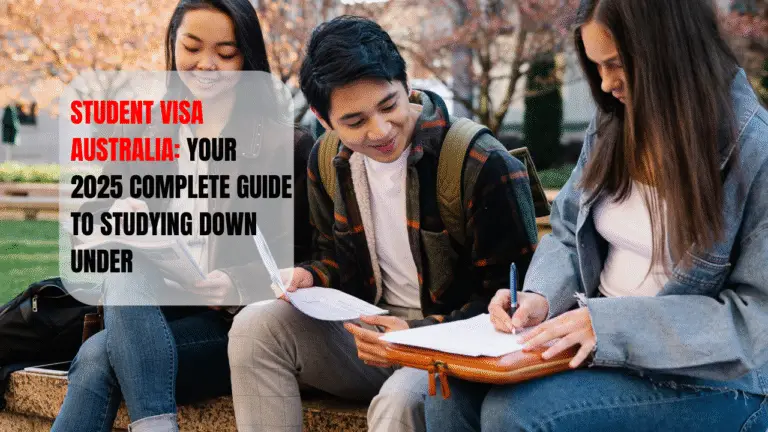 STUDENT VISA
AUSTRALIA: YOUR
2025 COMPLETE GUIDE
TO STUDYING DOWN
UNDER